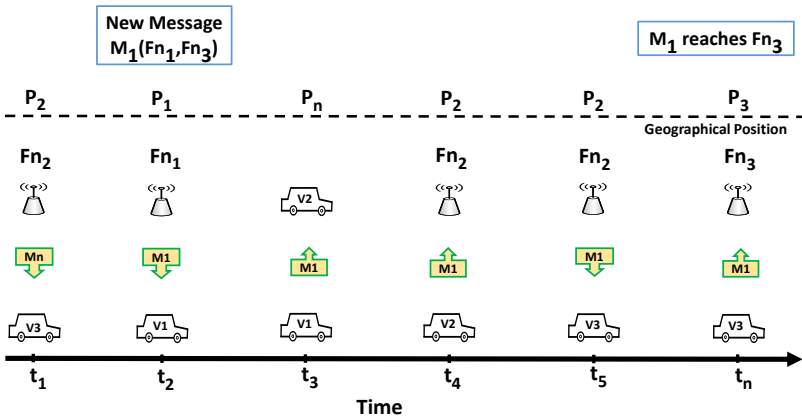 New Message
M1(Fn1,Fn3)
M1 reaches Fn3
P2 P1 Pn P2 P2 P3
Geographical Position
Fn2 Fn1 Fn2 Fn2 Fn3
V2
Mn M1 M1 M1 M1 M1
V3 V1 V1 V2 V3 V3
t1 t2 t3 t4 t5 tn
Time